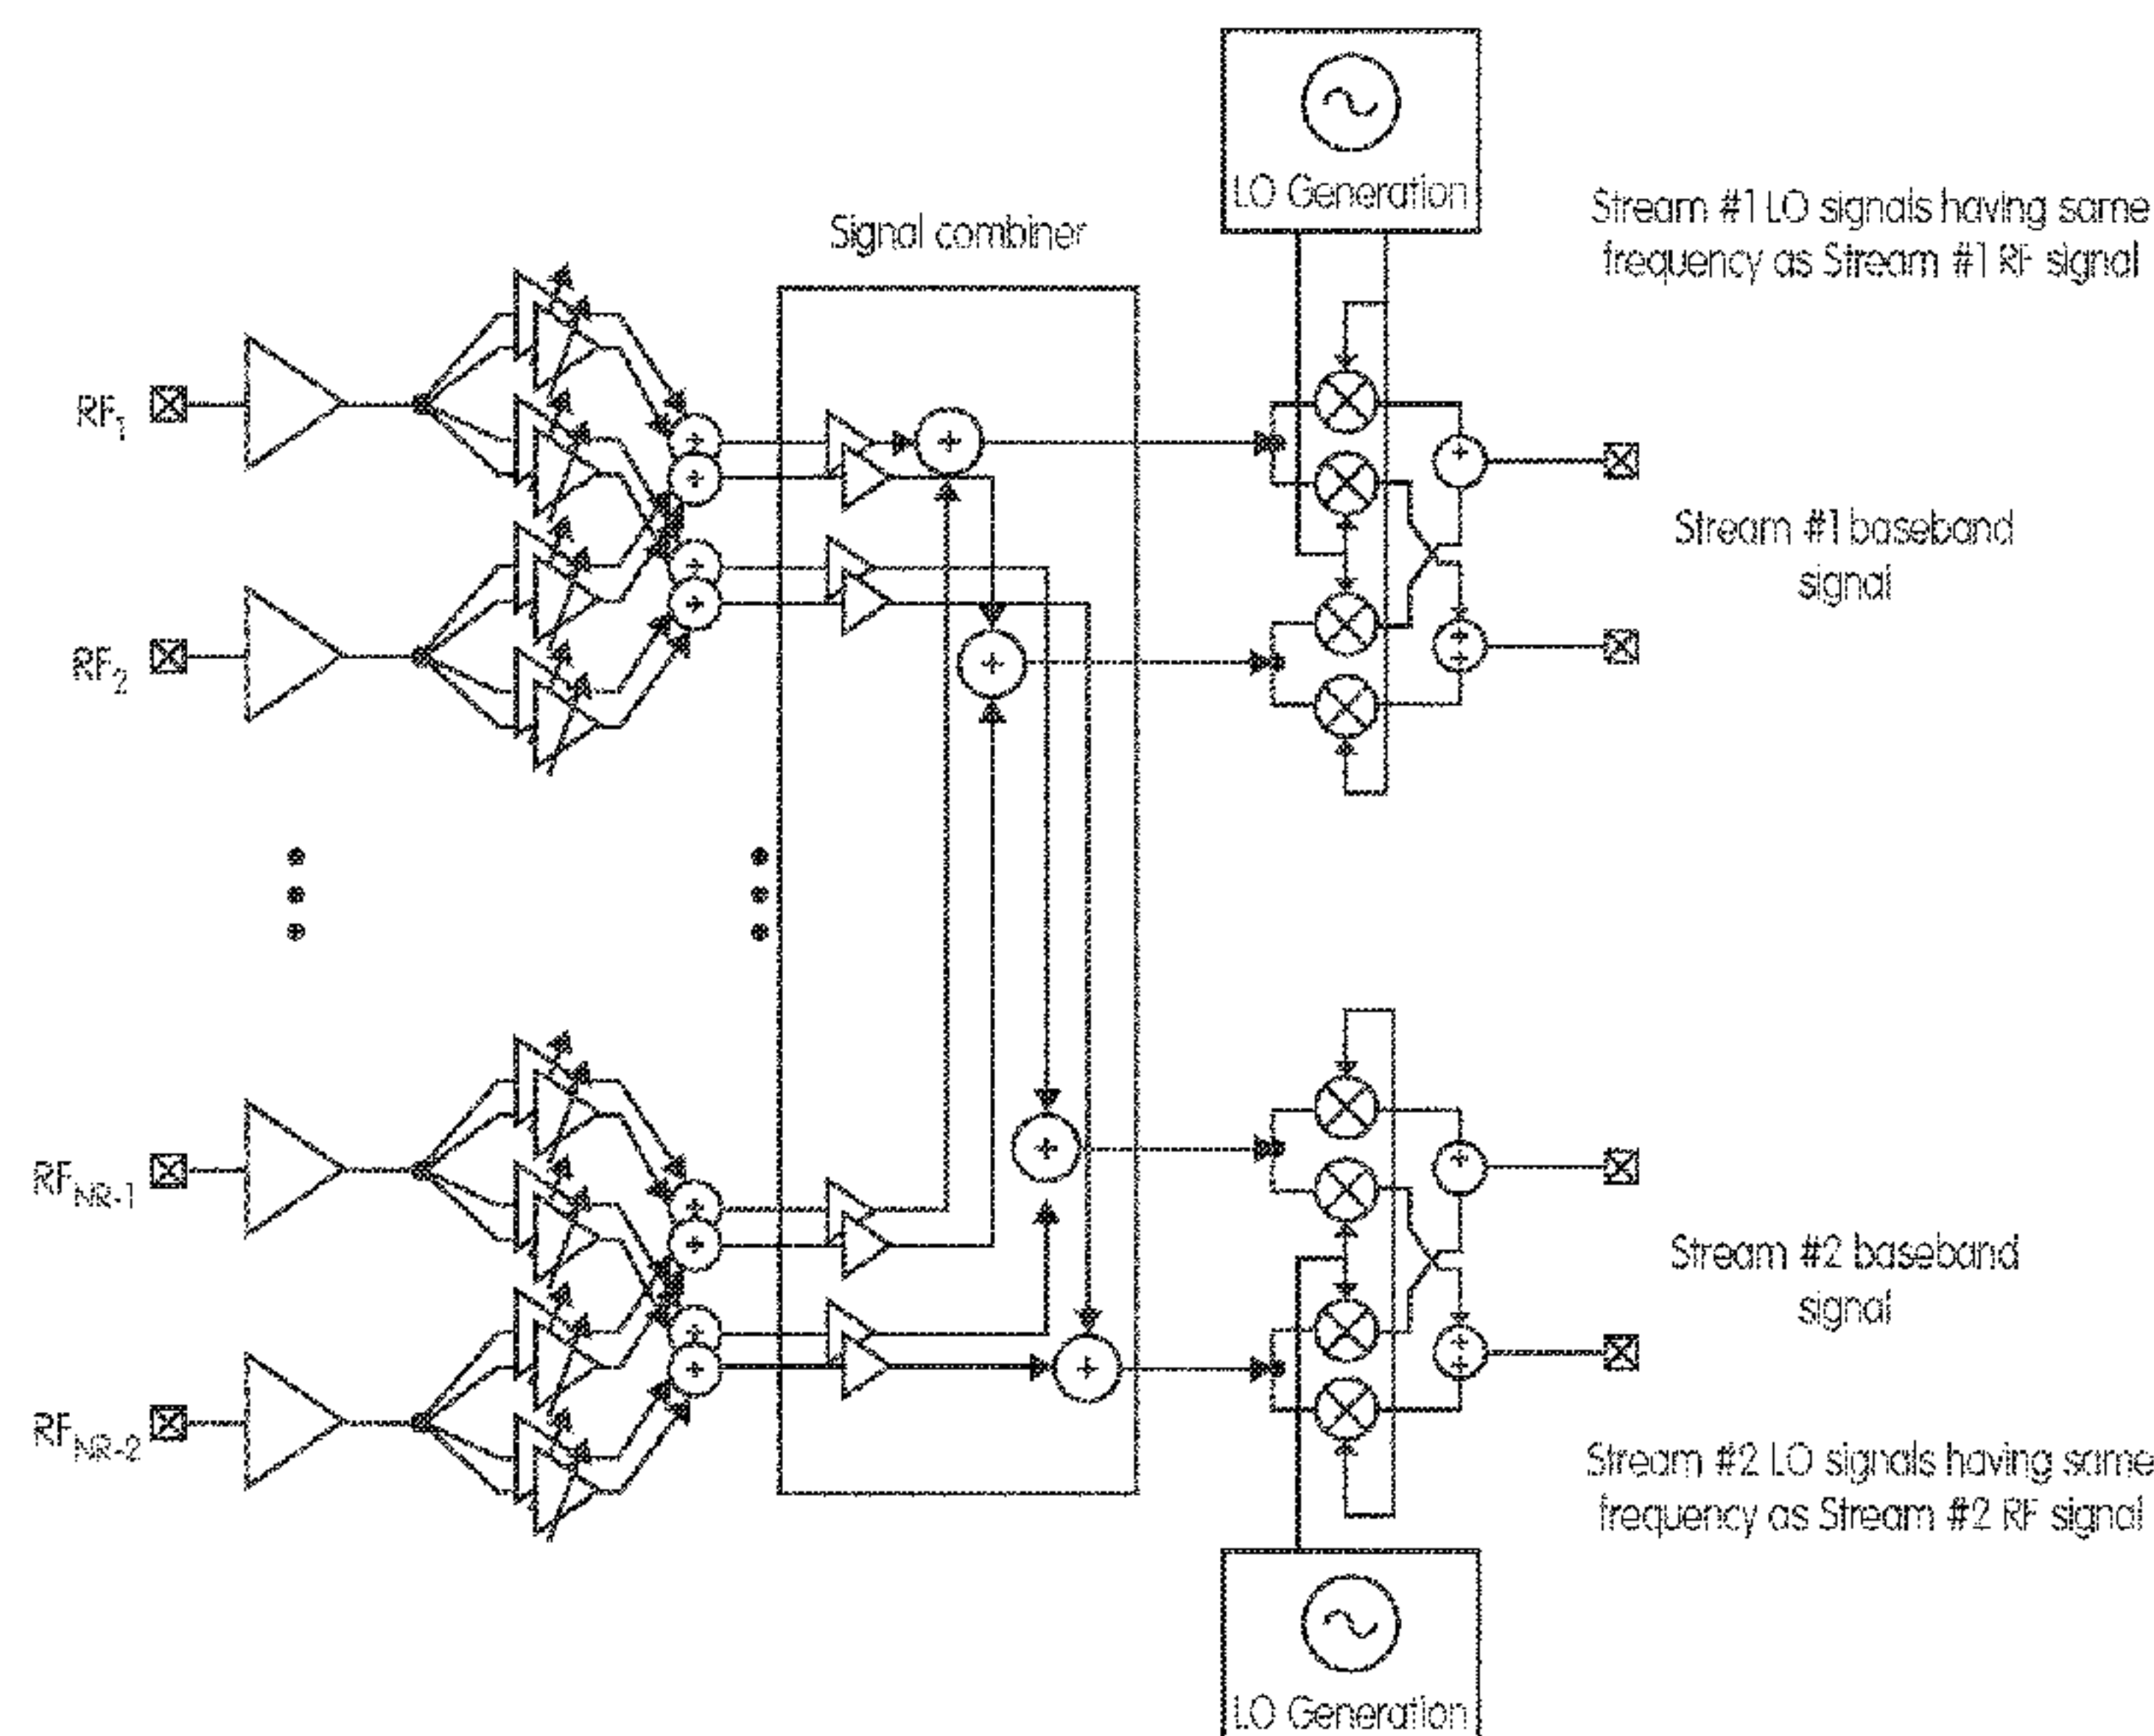 LO Generation
Stream #1 LO signals having same
frequency as Stream #1 RF signal
Signal combiner
RF1
Stream #1 baseband
signal
RF2
RFNR-1
Stream #2 baseband
signal
RFNR-2
Stream #2 LO signals having same
frequency as Stream #2 RF signal
LO Generation